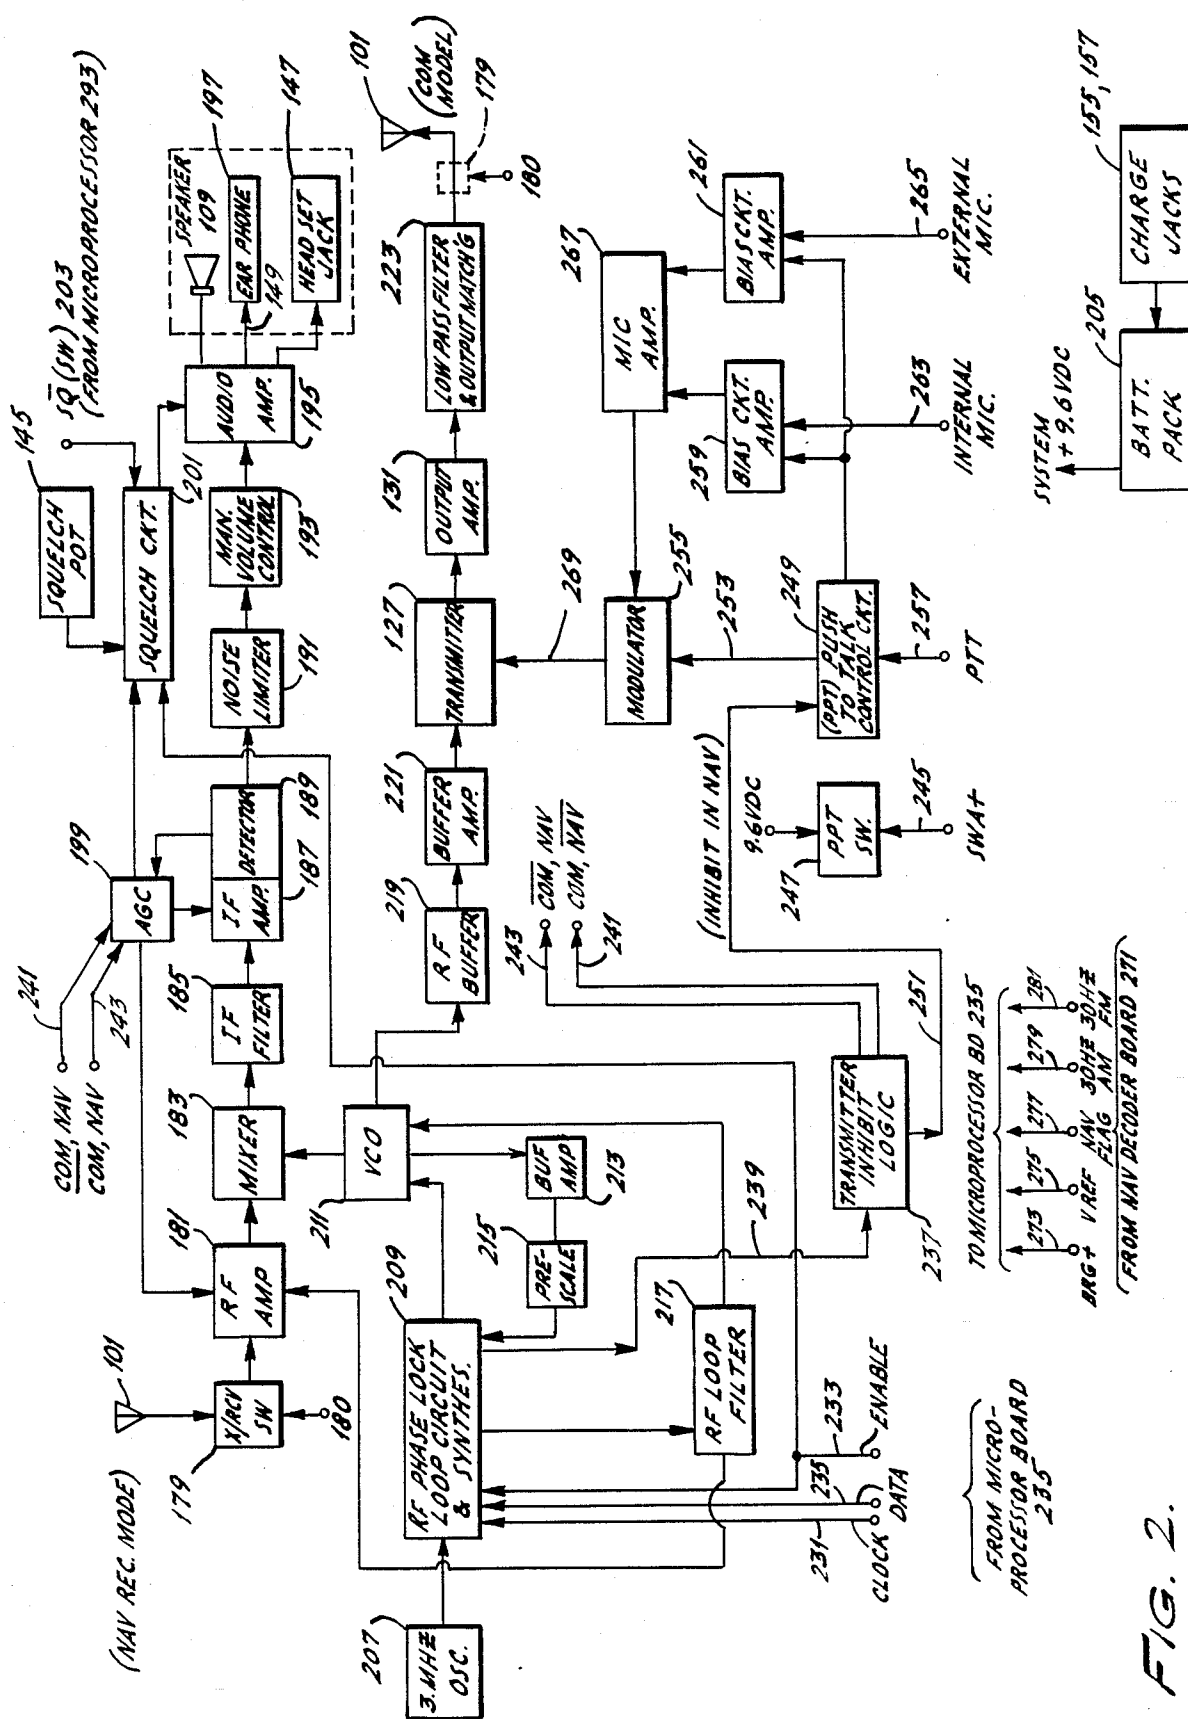 (NAV REC. MODE)
101
X/RCV
SW
179
180
181
RF
AMP
183
MIXER
185
IF
FILTER
COM, NAV
COM, NAV
241
243
199
AGC
IF
AMP.
187
DETECTOR
189
NOISE
LIMITER
191
MAN.
VOLUME
CONTROL
193
AUDIO
AMP.
195
SQUELCH
POT
145
SQUELCH CKT.
201
SQ (SW) 203
(FROM MICROPROCESSOR 293)
SPEAKER
109
EAR PHONE
197
149
HEAD SET
JACK
147
207
3.MHZ
OSC.
209
RF PHASE LOCK
LOOP CIRCUIT
& SYNTHES.
211
VCO
BUF
AMP
213
215
PRE-
SCALE
217
RF LOOP
FILTER
219
RF
BUFFER
221
BUFFER
AMP.
127
TRANSMITTER
131
OUTPUT
AMP.
223
LOW PASS FILTER
& OUTPUT MATCH'G
101
(COM
MODEL)
179
180
231
CLOCK
235
DATA
233
ENABLE
FROM MICRO-
PROCESSOR BOARD
235
239
237
TRANSMITTER
INHIBIT
LOGIC
243
COM, NAV
COM, NAV
241
251
(INHIBIT IN NAV)
9.6VDC
247
PPT
SW.
245
SWA+
(PPT) PUSH
TO TALK
CONTROL CKT.
249
257
PTT
253
MODULATOR
255
269
MIC
AMP.
267
259
BIAS CKT.
AMP.
263
INTERNAL
MIC.
BIAS CKT.
AMP.
261
265
EXTERNAL
MIC.
TO MICROPROCESSOR BD 235
273
275
277
279
281
BRG+
V REF
NAV
FLAG
30HZ
AM
30HZ
FM
FROM NAV DECODER BOARD 271
SYSTEM
+ 9.6VDC
205
BATT.
PACK
CHARGE
JACKS
155, 157
FIG. 2.